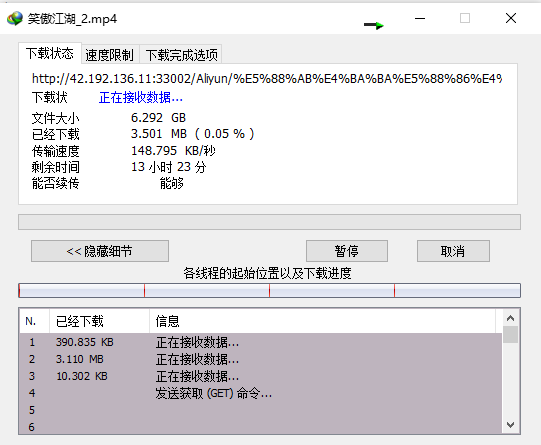 笑傲江湖_2.mp4
下载状态 速度限制 下载完成选项
http://42.192.136.11:33002/Aliyun/%E5%88%AB%E4%BA%BA%E5%88%86%E4%
下载状 正在接收数据...
文件大小 6.292 GB
已经下载 3.501 MB ( 0.05 % )
传输速度 148.795 KB/秒
剩余时间 13 小时 23 分
能否续传 能够
<< 隐藏细节 暂停 取消
各线程的起始位置以及下载进度
N. 已经下载 信息
1 390.835 KB 正在接收数据...
2 3.110 MB 正在接收数据...
3 10.302 KB 正在接收数据...
4 发送获取 (GET) 命令...
5
6